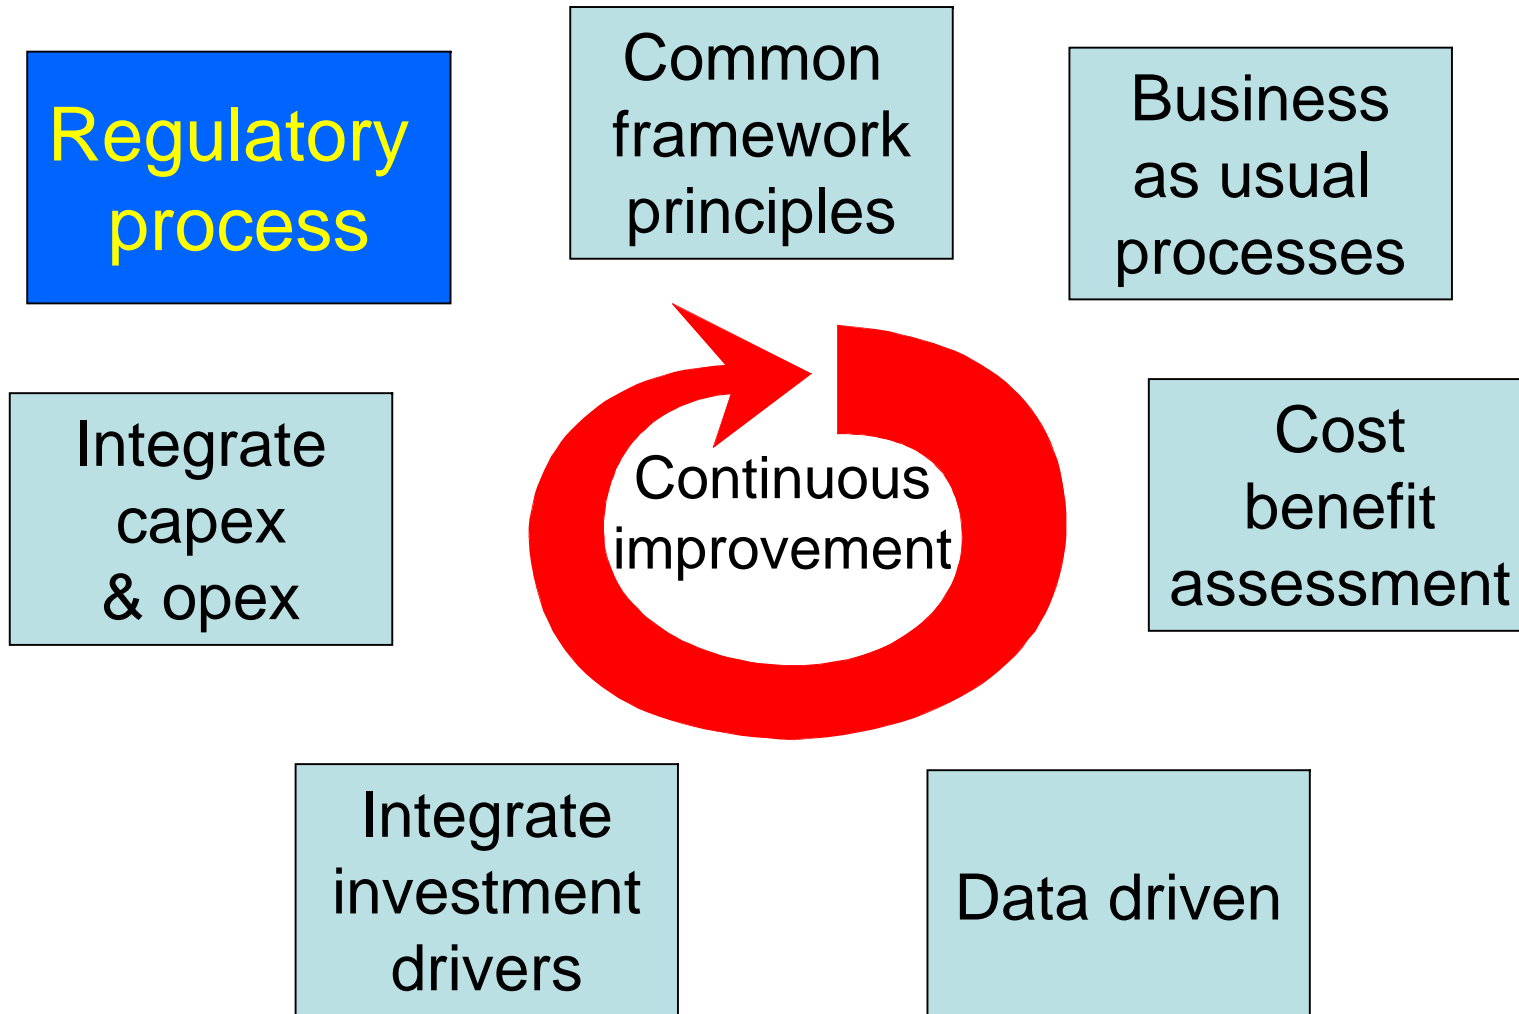 Regulatory
process
Common
framework
principles
Business
as usual
processes
Integrate
capex
& opex
Continuous
improvement
Cost
benefit
assessment
Integrate
investment
drivers
Data driven